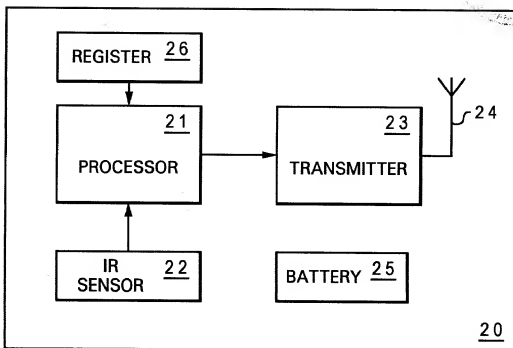 REGISTER 26
21
PROCESSOR
23
TRANSMITTER
24
IR
SENSOR 22
BATTERY 25
20